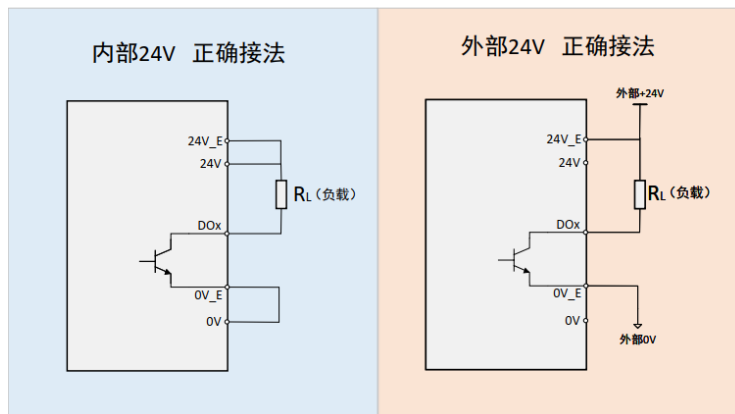 内部24V 正确接法
24V_E
24V
RL（负载）
DOx
0V_E
0V
外部24V 正确接法
外部+24V
24V_E
24V
RL（负载）
DOx
0V_E
0V
外部0V